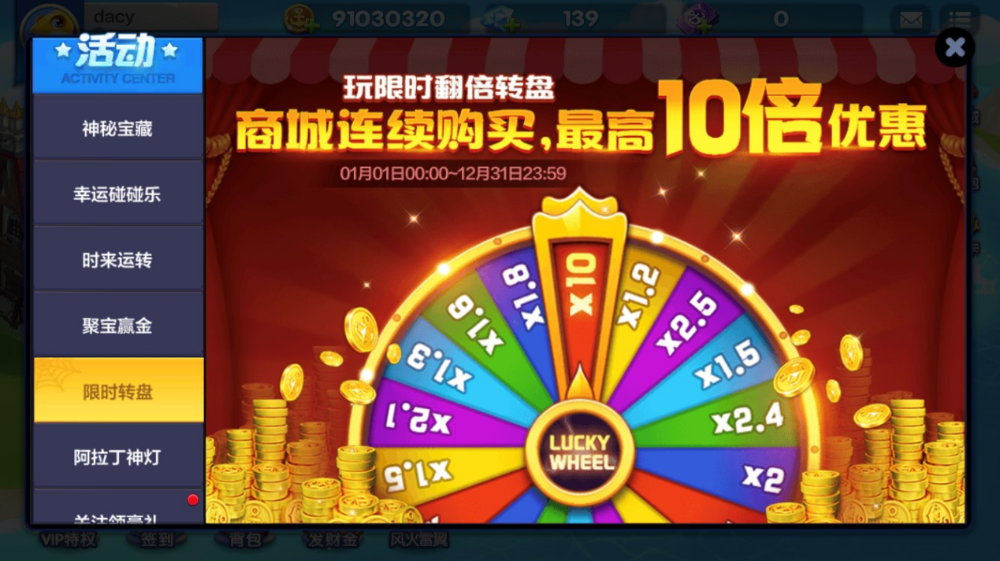 dacy
91030320
139
0
活动
ACTIVITY CENTER
神秘宝藏
幸运碰碰乐
时来运转
聚宝赢金
限时转盘
阿拉丁神灯
关注领豪礼
玩限时翻倍转盘
商城连续购买,最高10倍优惠
01月01日00:00~12月31日23:59
x1.5
x2.1
x1.3
x1.6
x1.8
x10
x1.2
x2.5
x1.5
x2.4
x2
LUCKY
WHEEL
VIP特权
签到
背包
发财金
风火雷翼